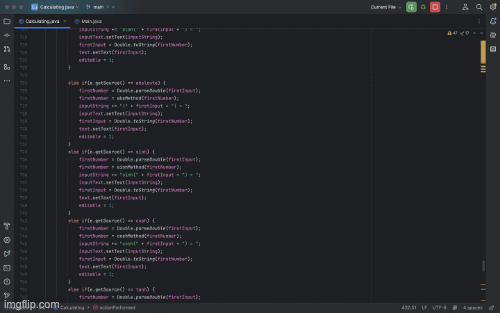 Calculating.java
main
Current File
Calculating.java
Main.java
inputString += "asin(" + firstInput + ") = ";
inputText.setText(inputString);
firstInput = Double.toString(firstNumber);
text.setText(firstInput);
editable = 1;
}
else if(e.getSource() == absolute) {
firstNumber = Double.parseDouble(firstInput);
firstNumber = absMethod(firstNumber);
inputString += "|" + firstInput + "| = ";
inputText.setText(inputString);
firstInput = Double.toString(firstNumber);
text.setText(firstInput);
editable = 1;
}
else if(e.getSource() == sinh) {
firstNumber = Double.parseDouble(firstInput);
firstNumber = sinhMethod(firstNumber);
inputString += "sinh(" + firstInput + ") = ";
inputText.setText(inputString);
firstInput = Double.toString(firstNumber);
text.setText(firstInput);
editable = 1;
}
else if(e.getSource() == cosh) {
firstNumber = Double.parseDouble(firstInput);
firstNumber = coshMethod(firstNumber);
inputString += "cosh(" + firstInput + ") = ";
inputText.setText(inputString);
firstInput = Double.toString(firstNumber);
text.setText(firstInput);
editable = 1;
}
else if(e.getSource() == tanh) {
firstNumber = Double.parseDouble(firstInput);
imgflip.com
Calculating
actionPerformed
432:51 LF UTF-8 4 spaces